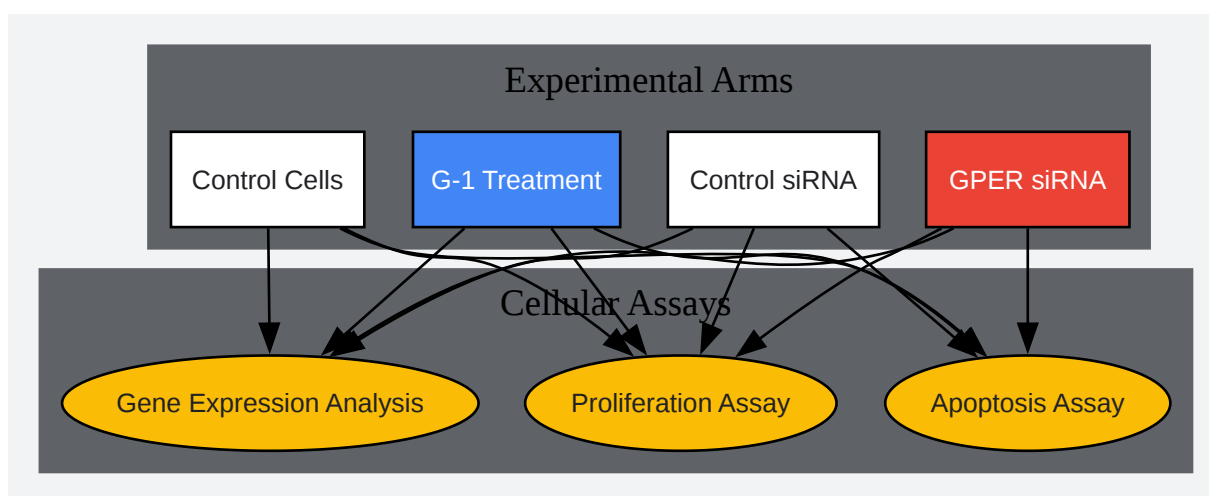 Experimental Arms
Control Cells
G-1 Treatment
Control siRNA
GPER siRNA
Cellular Assays
Gene Expression Analysis
Proliferation Assay
Apoptosis Assay